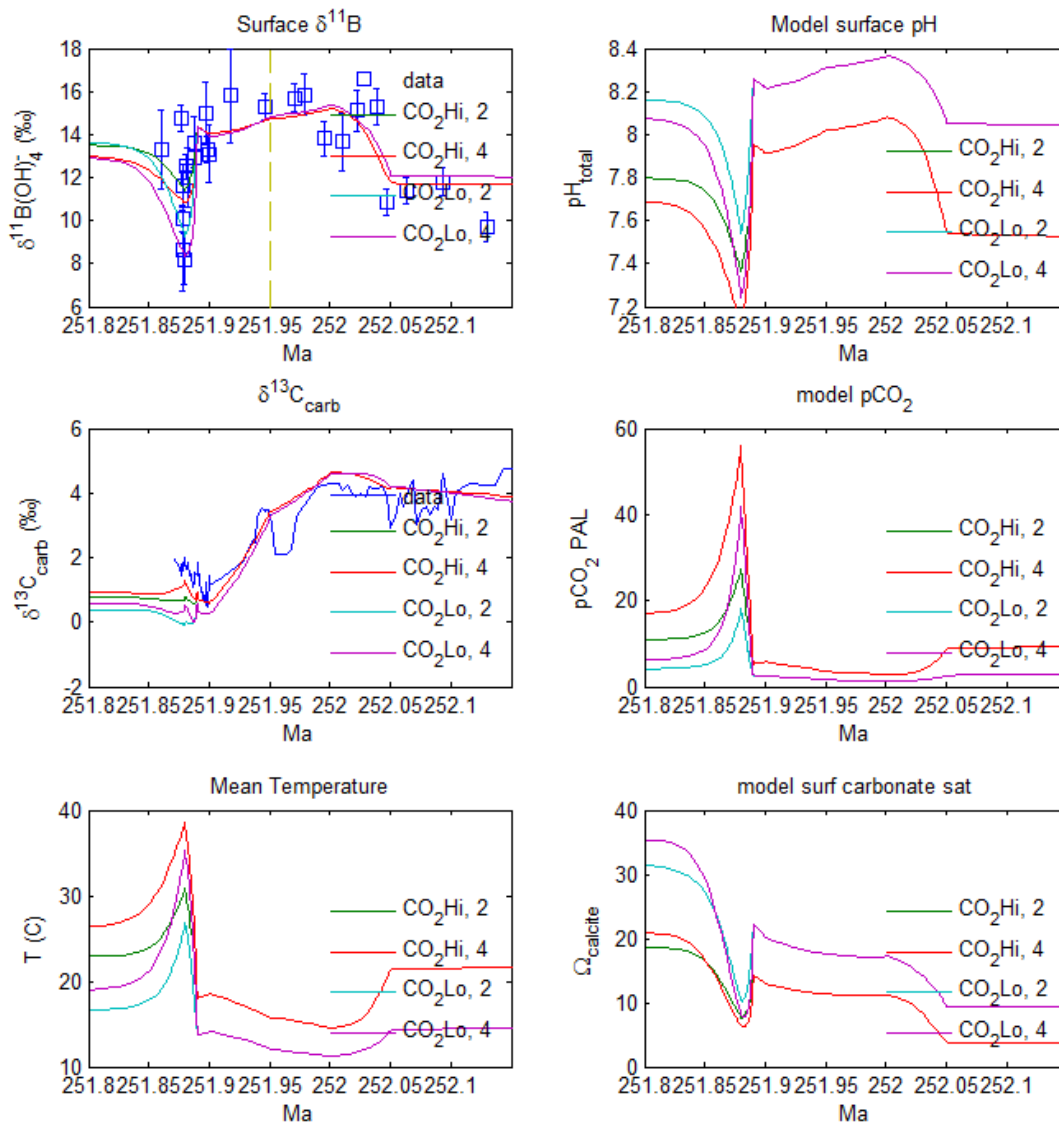 Surface δ¹¹B
18
16
14
12
10
8
6
δ¹¹B(OH)₄⁻ (‰)
data
CO₂Hi, 2
CO₂Hi, 4
CO₂Lo, 2
CO₂Lo, 4
251.8 251.85 251.9 251.95 252 252.05 252.1
Ma
Model surface pH
8.4
8.2
8
7.8
7.6
7.4
7.2
pH_total
CO₂Hi, 2
CO₂Hi, 4
CO₂Lo, 2
CO₂Lo, 4
251.8 251.85 251.9 251.95 252 252.05 252.1
Ma
δ¹³C_carb
6
4
2
0
-2
δ¹³C_carb (‰)
data
CO₂Hi, 2
CO₂Hi, 4
CO₂Lo, 2
CO₂Lo, 4
251.8 251.85 251.9 251.95 252 252.05 252.1
Ma
model pCO₂
60
40
20
0
pCO₂ PAL
CO₂Hi, 2
CO₂Hi, 4
CO₂Lo, 2
CO₂Lo, 4
251.8 251.85 251.9 251.95 252 252.05 252.1
Ma
Mean Temperature
40
30
20
10
T (C)
CO₂Hi, 2
CO₂Hi, 4
CO₂Lo, 2
CO₂Lo, 4
251.8 251.85 251.9 251.95 252 252.05 252.1
Ma
model surf carbonate sat
40
30
20
10
0
Ω_calcite
CO₂Hi, 2
CO₂Hi, 4
CO₂Lo, 2
CO₂Lo, 4
251.8 251.85 251.9 251.95 252 252.05 252.1
Ma